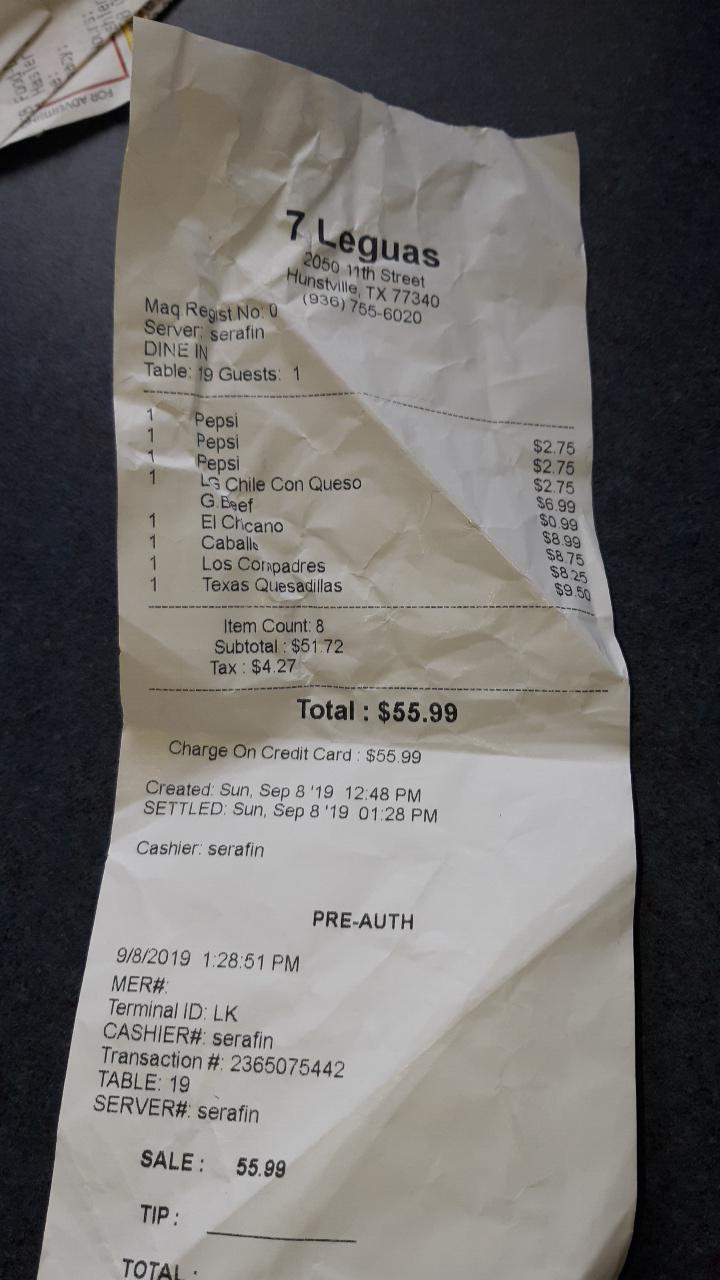 FOR ADVERTISING
7 Leguas
2050 11th Street
Hunstville, TX 77340
(936) 755-6020
Maq Regist No: 0
Server: serafin
DINE IN
Table: 19 Guests: 1
1 Pepsi $2.75
1 Pepsi $2.75
1 Pepsi $2.75
1 LG Chile Con Queso $6.99
G.Beef $0.99
1 El Chicano $8.99
1 Caballe $8.75
1 Los Compadres $8.25
1 Texas Quesadillas $9.50
Item Count: 8
Subtotal : $51.72
Tax : $4.27
Total : $55.99
Charge On Credit Card : $55.99
Created: Sun, Sep 8 '19 12:48 PM
SETTLED: Sun, Sep 8 '19 01:28 PM
Cashier: serafin
PRE-AUTH
9/8/2019 1:28:51 PM
MER#:
Terminal ID: LK
CASHIER#: serafin
Transaction #: 2365075442
TABLE: 19
SERVER#: serafin
SALE : 55.99
TIP :
TOTAL :